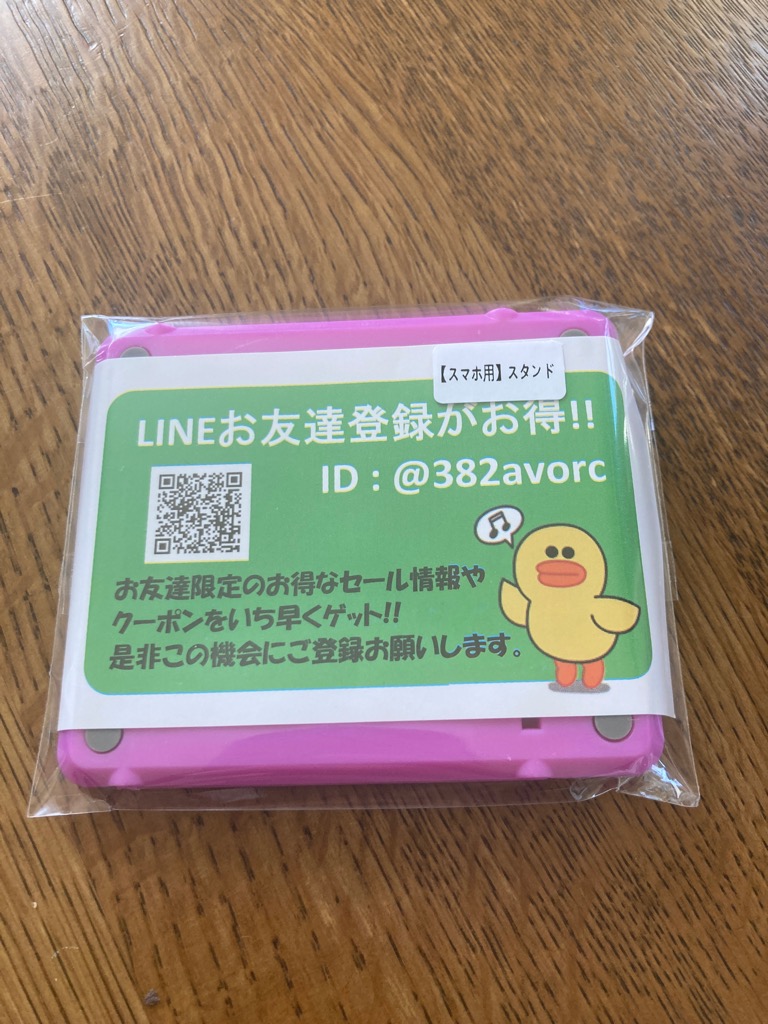 【スマホ用】スタンド
LINEお友達登録がお得!!
ID：@382avorc
お友達限定のお得なセール情報や
クーポンをいち早くゲット!!
是非この機会にご登録お願いします。